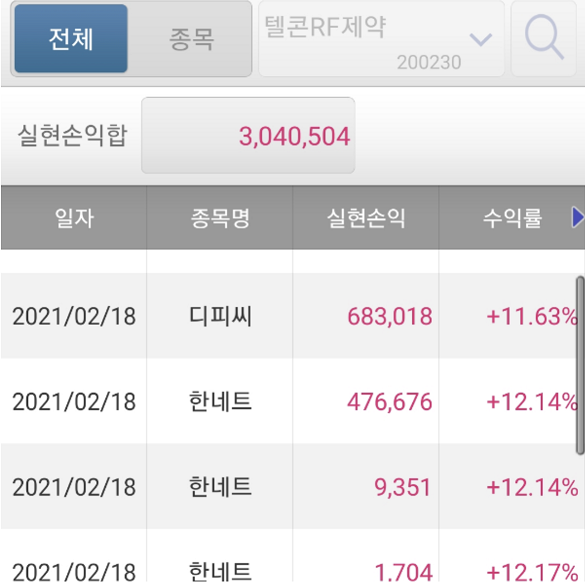 전체 종목 텔콘RF제약
200230
실현손익합 3,040,504
일자 종목명 실현손익 수익률
2021/02/18 디피씨 683,018 +11.63%
2021/02/18 한네트 476,676 +12.14%
2021/02/18 한네트 9,351 +12.14%
2021/02/18 한네트 1,704 +12.17%